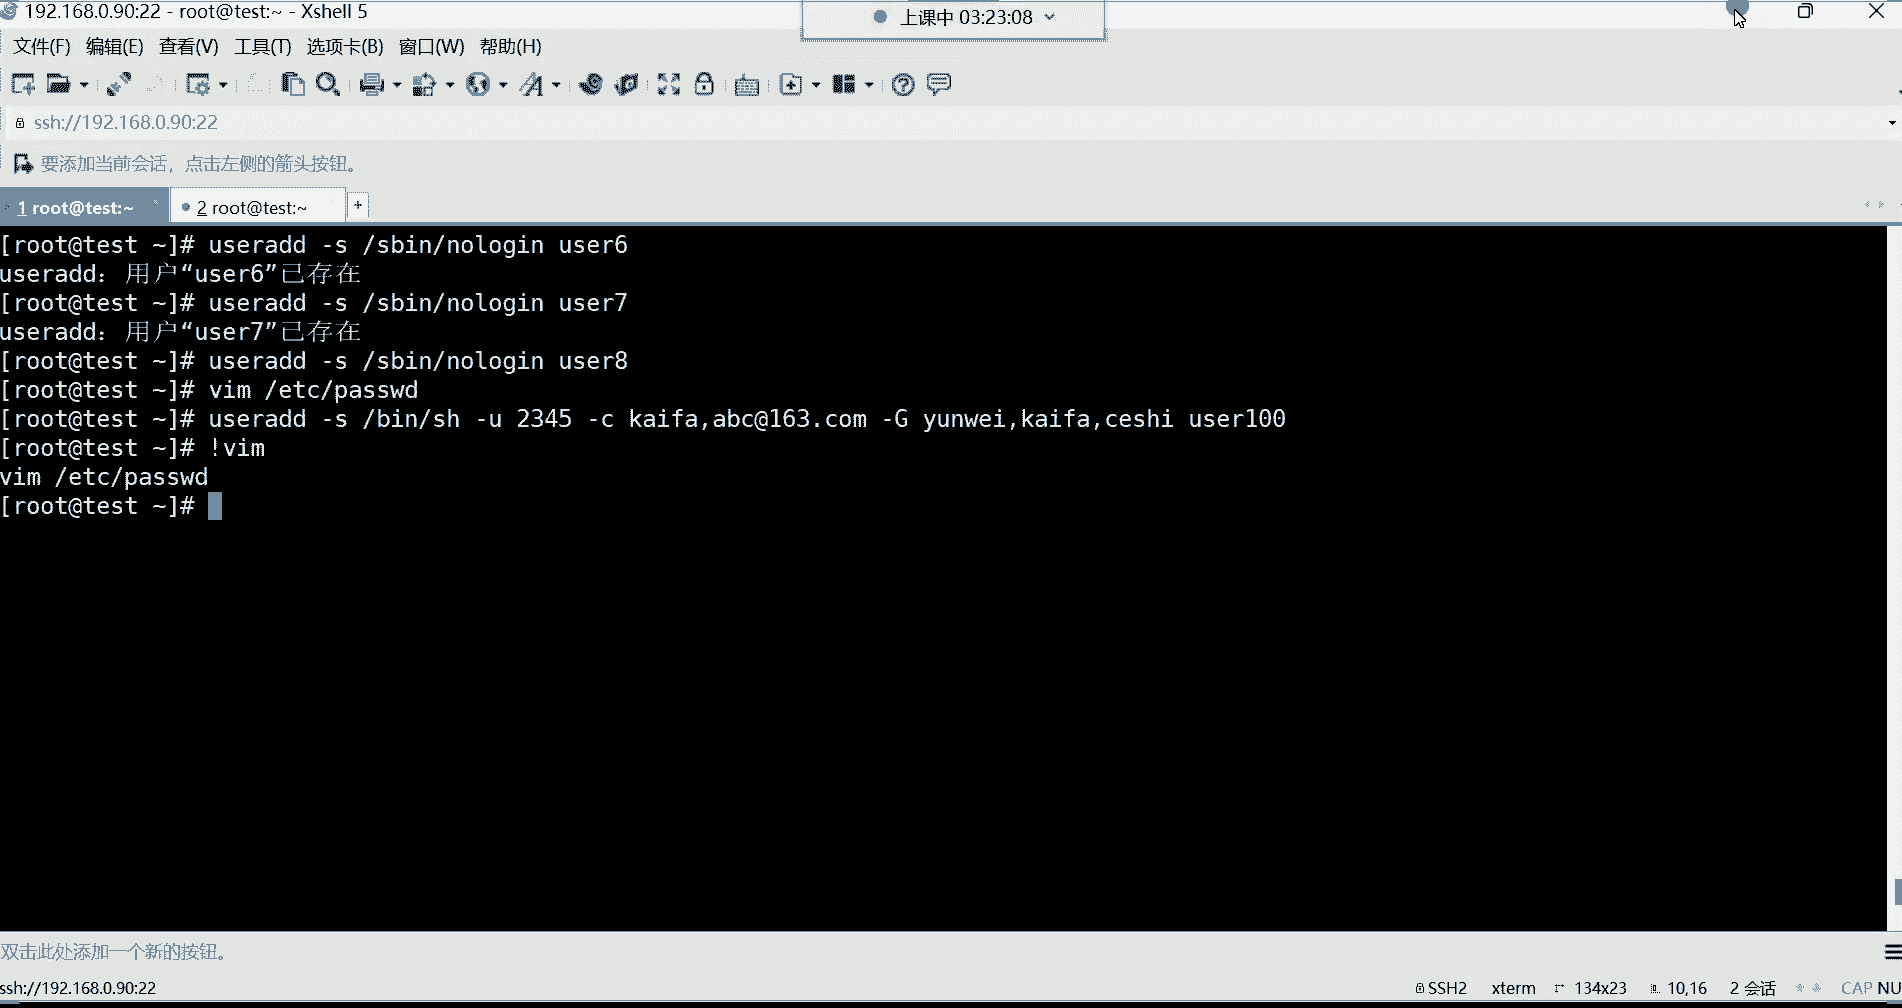 192.168.0.90:22 - root@test:~ - Xshell 5
上课中 03:23:08
文件(F) 编辑(E) 查看(V) 工具(T) 选项卡(B) 窗口(W) 帮助(H)
ssh://192.168.0.90:22
要添加当前会话，点击左侧的箭头按钮。
1 root@test:~ 2 root@test:~ +
[root@test ~]# useradd -s /sbin/nologin user6
useradd：用户“user6”已存在
[root@test ~]# useradd -s /sbin/nologin user7
useradd：用户“user7”已存在
[root@test ~]# useradd -s /sbin/nologin user8
[root@test ~]# vim /etc/passwd
[root@test ~]# useradd -s /bin/sh -u 2345 -c kaifa,abc@163.com -G yunwei,kaifa,ceshi user100
[root@test ~]# !vim
vim /etc/passwd
[root@test ~]#
双击此处添加一个新的按钮。
ssh://192.168.0.90:22 SSH2 xterm 134x23 10,16 2 会话 CAP NU